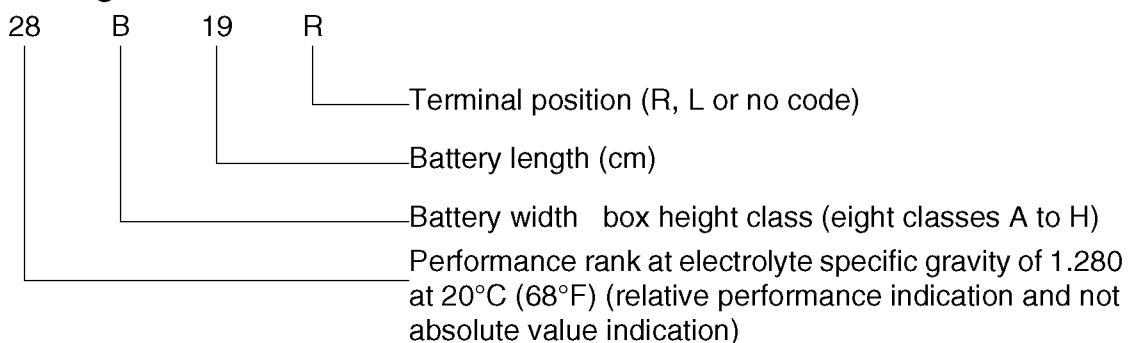 28 B 19 R
Terminal position (R, L or no code)
Battery length (cm)
Battery width box height class (eight classes A to H)
Performance rank at electrolyte specific gravity of 1.280
at 20°C (68°F) (relative performance indication and not
absolute value indication)